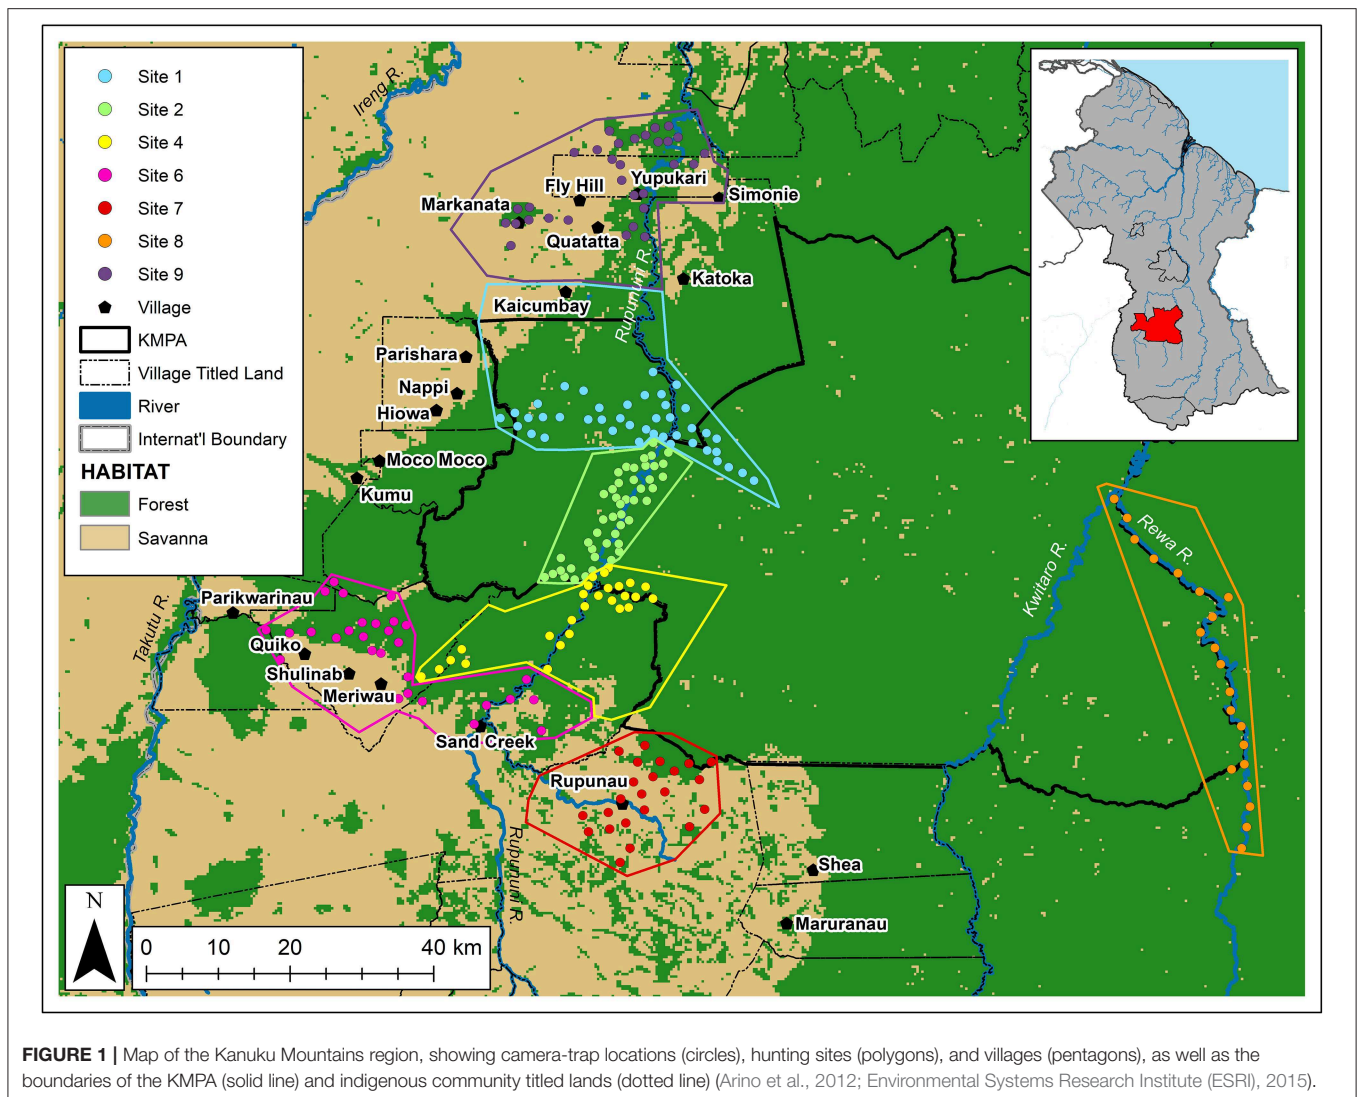 Site 1
Site 2
Site 4
Site 6
Site 7
Site 8
Site 9
Village
KMPA
Village Titled Land
River
Internat'l Boundary
HABITAT
Forest
Savanna
Ireng R.
Yupukari
Fly Hill
Simonie
Markanata
Quatatta
Rupununi R.
Katoka
Kaicumbay
Parishara
Nappi
Hiowa
Moco Moco
Kumu
Rewa R.
Kwitaro R.
Takutu R.
Parikwarinau
Quiko
Shulinab
Meriwau
Sand Creek
Rupunau
Rupununi R.
Shea
Maruranau
N
0 10 20 40 km
FIGURE 1 | Map of the Kanuku Mountains region, showing camera-trap locations (circles), hunting sites (polygons), and villages (pentagons), as well as the
boundaries of the KMPA (solid line) and indigenous community titled lands (dotted line) (Arino et al., 2012; Environmental Systems Research Institute (ESRI), 2015).